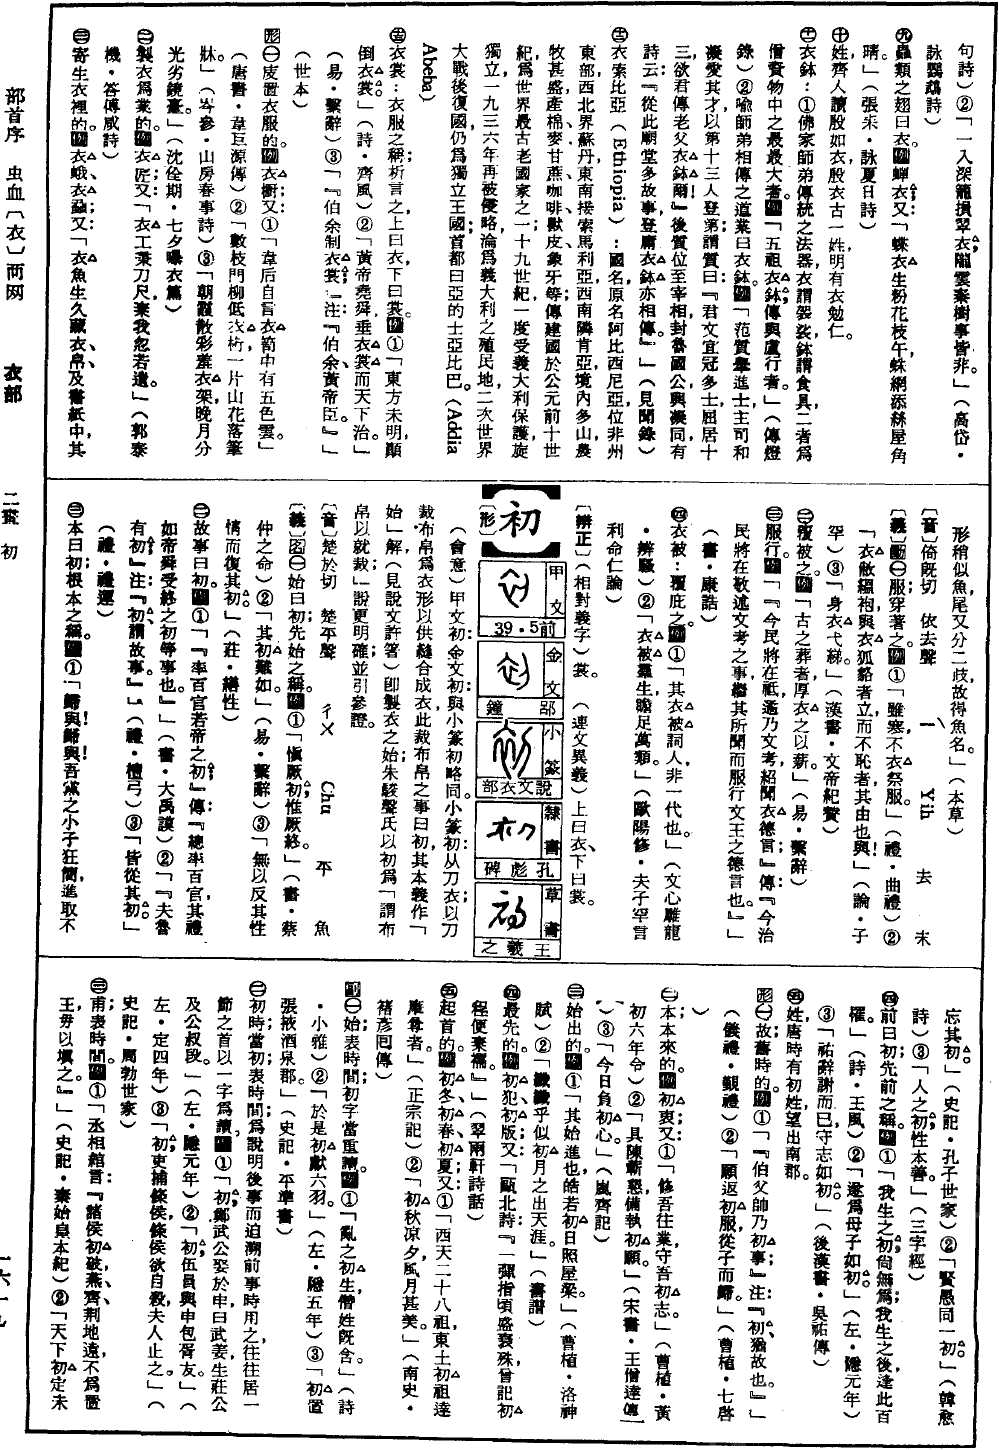 句詩）②「一入深籠損翠衣，隴雲秦樹事皆非。」（高岱・
詠鸚鵡詩）
㊈蟲類之翅曰衣。例蟬衣；又「蝶衣生粉花枝午，蛛網添絲屋角
晴」（張耒・詠夏日詩）
㊉姓，齊人讀殷如衣，殷衣古一姓，明有衣勉仁。
衣鉢：①佛家師弟傳統之法器，衣謂袈裟，鉢謂食具，二者為
僧資物中之最大者。例「五祖衣鉢，傳與盧行者。」（傳燈
錄）②喻師弟相傳之道業曰衣鉢。例「范質舉進士，主司和
凝愛其才，以第十三人登第，謂質曰：『君文宜冠多士，屈居十
三，欲君傳老父衣鉢爾！』後質位至宰相，封魯國公，與凝同，有
詩云：『從此廟堂多故事，登庸衣鉢亦相傳。』」（見聞錄）
衣索比亞（Ethiopia）：國名，原名阿比西尼亞，位非州
東部，西北界蘇丹，東南接索馬利亞，西南隣肯亞，境內多山，農
牧甚盛，產棉、麥、甘蔗、咖啡、獸皮、象牙等；傳建國於公元前十世
紀，為世界最古老國家之一，十九世紀一度受義大利保護，旋
獨立，一九三六年再被侵略，淪為義大利之殖民地，二次世界
大戰後復國，仍為獨立王國；首都曰亞的士亞比巴。（Addia
Abeba）
衣裳：衣服之稱，析言之，上曰衣，下曰裳。例①「東方未明，顚
倒衣裳。」（詩・齊風）②「黃帝堯舜垂衣裳而天下治。」
（易・繫辭）③「『伯余制衣裳。』注：『伯余，黃帝臣。』」
（世本）
形㊀皮置衣服的。例衣櫥；又①「韋后自言衣笥中有五色雲。」
（唐書・韋巨源傳）②「數枝門柳低衣桁，一片山花落筆
牀。」（岑參・山房春事詩）③「朝霞散彩羞衣架，晚月分
光劣鏡臺。」（沈佺期・七夕曝衣篇）
㊁製衣為業的。例衣匠；又「衣工秉刀尺，棄我忽若遺。」（郭泰
機・答傅咸詩）
㊂寄生衣裡的。例衣蛾，衣蝨；又「衣魚生久藏衣帛、及書紙中，其
形稍似魚，尾又分二歧，故得魚名。」（本草）
〔音〕倚旣切　依去聲　一ˋ　Yih　去　未
〔義〕動㊀服穿著之。例①「雖寒不衣祭服。」（禮・曲禮）②
「衣敝縕袍，與衣狐貉者立，而不恥者，其由也與！」（論・子
罕）③「身衣弋綈。」（漢書・文帝紀贊）
㊁覆被之。例「古之葬者，厚衣之以薪。」（易・繫辭）
㊂服行。例「『今民將在祗遹乃文考，紹聞衣德言。』傳：『今治
民，將在敬述文考之事，繼其所聞，而服行文王之德言也。』」
（書・康誥）
㊃衣被：覆庇之。例①「其衣被詞人，非一代也。」（文心雕龍
・辨騷）②「衣被羣生，贍足萬類。」（歐陽修・夫子罕言
利命仁論）
〔辨正〕（相對義字）裳。　（連文異義）上曰衣，下曰裳。
初
〔形〕
甲文　前5・39
金文　鐘郘
小篆　說文衣部
隸書　孔彪碑
草書　王羲之
（會意）甲文初，金文初，與小篆初略同。小篆初，从刀衣，以刀
裁布帛為衣形，以供縫合成衣，此裁布帛之事曰初，其本義作「
始」解，（見說文許箸）卽製衣之始；朱駿聲氏以初為「謂布
帛以就裁」，說更明確，並引參證。
〔音〕楚於切　楚平聲　ㄔㄨ　Chu　平　魚
〔義〕名㊀始曰初，先始之稱。例①「愼厥初，惟厥終。」（書・蔡
仲之命）②「其初難如。」（易・繫辭）③「無以反其性
情而復其初。」（莊・繕性）
㊁故事曰初。例①「『率百官若帝之初。』傳：『總率百官，其禮
如帝舜受終之初等事也。』」（書・大禹謨）②「『夫魯
有初。』注：『初謂故事。』」（禮・檀弓）③「皆從其初。」
（禮・禮運）
㊂本曰初，根本之稱。例①「歸與！歸與！吾黨之小子狂簡，進取不
忘其初。」（史記・孔子世家）②「賢愚同一初。」（韓愈
詩）③「人之初，性本善。」（三字經）
㊃前曰初，先前之稱。例①「我生之初，尙無為；我生之後，逢此百
罹。」（詩・王風）②「遂為母子如初。」（左・隱元年）
③「祐辭謝而已，守志如初。」（後漢書・吳祐傳）
㊄姓，唐時有初姓，望出南郡。
形㊀故舊時的。例①「『伯父帥乃初事。』注：『初，猶故也。』」
（儀禮・覲禮）②「願返初服，從子而歸。」（曹植・七啓
）
㊁本；本來的。例初衷；又①「修吾往業，守吾初志。」（曹植・黃
初六年令）②「具陳蘄懇，備執初願。」（宋書・王僧達傳
）③「今日負初心。」（嵐齊記）
㊂始出的。例①「其始進也，皓若初日照屋梁。」（曹植・洛神
賦）②「纖纖乎似初月之出天涯。」（書譜）
㊃最先的。例初犯，初版；又「甌北詩：『一彈指頃盛衰殊，曾記初
程便棄襦。』」（翠兩軒詩話）
㊄起首的。例初冬，初春，初夏；又①「西天二十八祖，東土初祖達
摩尊者。」（正宗記）②「初秋涼夕，風月甚美。」（南史・
褚彥回傳）
副㊀始；表時間，初字當重讀。例①「亂之初生，僭始旣含。」（詩
・小雅）②「於是初獻六羽。」（左・隱五年）③「初置
張掖酒泉郡。」（史記・平準書）
㊁初時；當初；表時間，為說明後事而追溯前事時用之，往往居一
節之首，以一字為讀。例①「初，鄭武公娶於申，曰武姜，生莊公
及公叔段。」（左・隱元年）②「初，伍員與申包胥友。」（
左・定四年）③「初，吏捕條侯，條侯欲自殺，夫人止之。」（
史記・周勃世家）
㊂甫；表時間。例①「丞相綰言：『諸侯初破，燕、齊、荆地遠，不為置
王，毋以塡之。』」（史記・秦始皇本紀）②「天下初定未
部首序　虫血〔衣〕襾网　衣部　二畫　初　一六一九